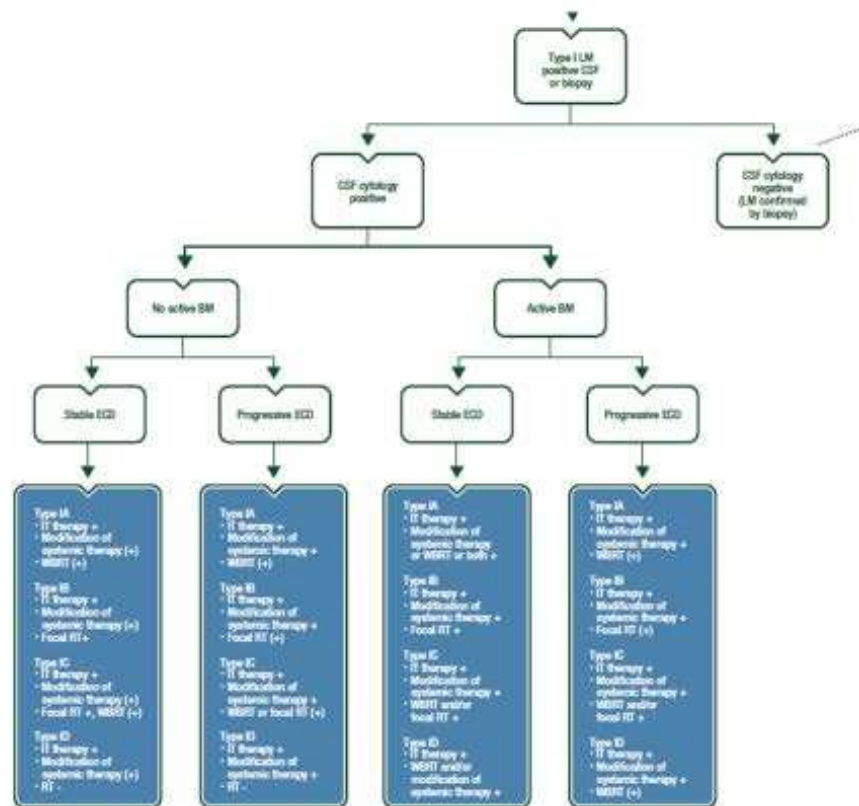 Type I LM
positive CSF
or biopsy
CSF cytology
positive
CSF cytology
negative
(LM confirmed
by biopsy)
No active BM
Active BM
Stable ECD
Progressive ECD
Stable ECD
Progressive ECD
Type IA
• IT therapy +
• Modification of
systemic therapy (+)
• WBRT (+)
Type IB
• IT therapy +
• Modification of
systemic therapy (+)
• Focal RT+
Type IC
• IT therapy +
• Modification of
systemic therapy (+)
• Focal RT +, WBRT (+)
Type ID
• IT therapy +
• Modification of
systemic therapy (+)
• RT -
Type IA
• IT therapy +
• Modification of
systemic therapy +
• WBRT (+)
Type IB
• IT therapy +
• Modification of
systemic therapy +
• Focal RT (+)
Type IC
• IT therapy +
• Modification of
systemic therapy +
• WBRT or focal RT (+)
Type ID
• IT therapy +
• Modification of
systemic therapy +
• RT -
Type IA
• IT therapy +
• Modification of
systemic therapy
or WBRT or both +
Type IB
• IT therapy +
• Modification of
systemic therapy +
• Focal RT +
Type IC
• IT therapy +
• Modification of
systemic therapy +
• WBRT and/or
focal RT +
Type ID
• IT therapy +
• WBRT and/or
modification of
systemic therapy +
Type IA
• IT therapy +
• Modification of
systemic therapy +
• WBRT (+)
Type IB
• IT therapy +
• Modification of
systemic therapy +
• Focal RT (+)
Type IC
• IT therapy +
• Modification of
systemic therapy +
• WBRT and/or
focal RT +
Type ID
• IT therapy +
• Modification of
systemic therapy +
• WBRT (+)